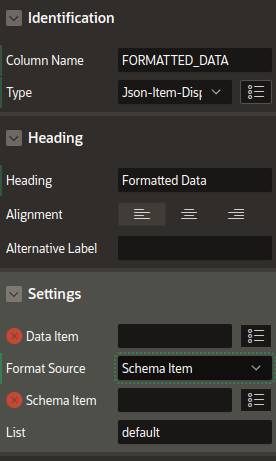 Identification
Column Name FORMATTED_DATA
Type Json-Item-Disp
Heading
Heading Formatted Data
Alignment
Alternative Label
Settings
Data Item
Format Source Schema Item
Schema Item
List default